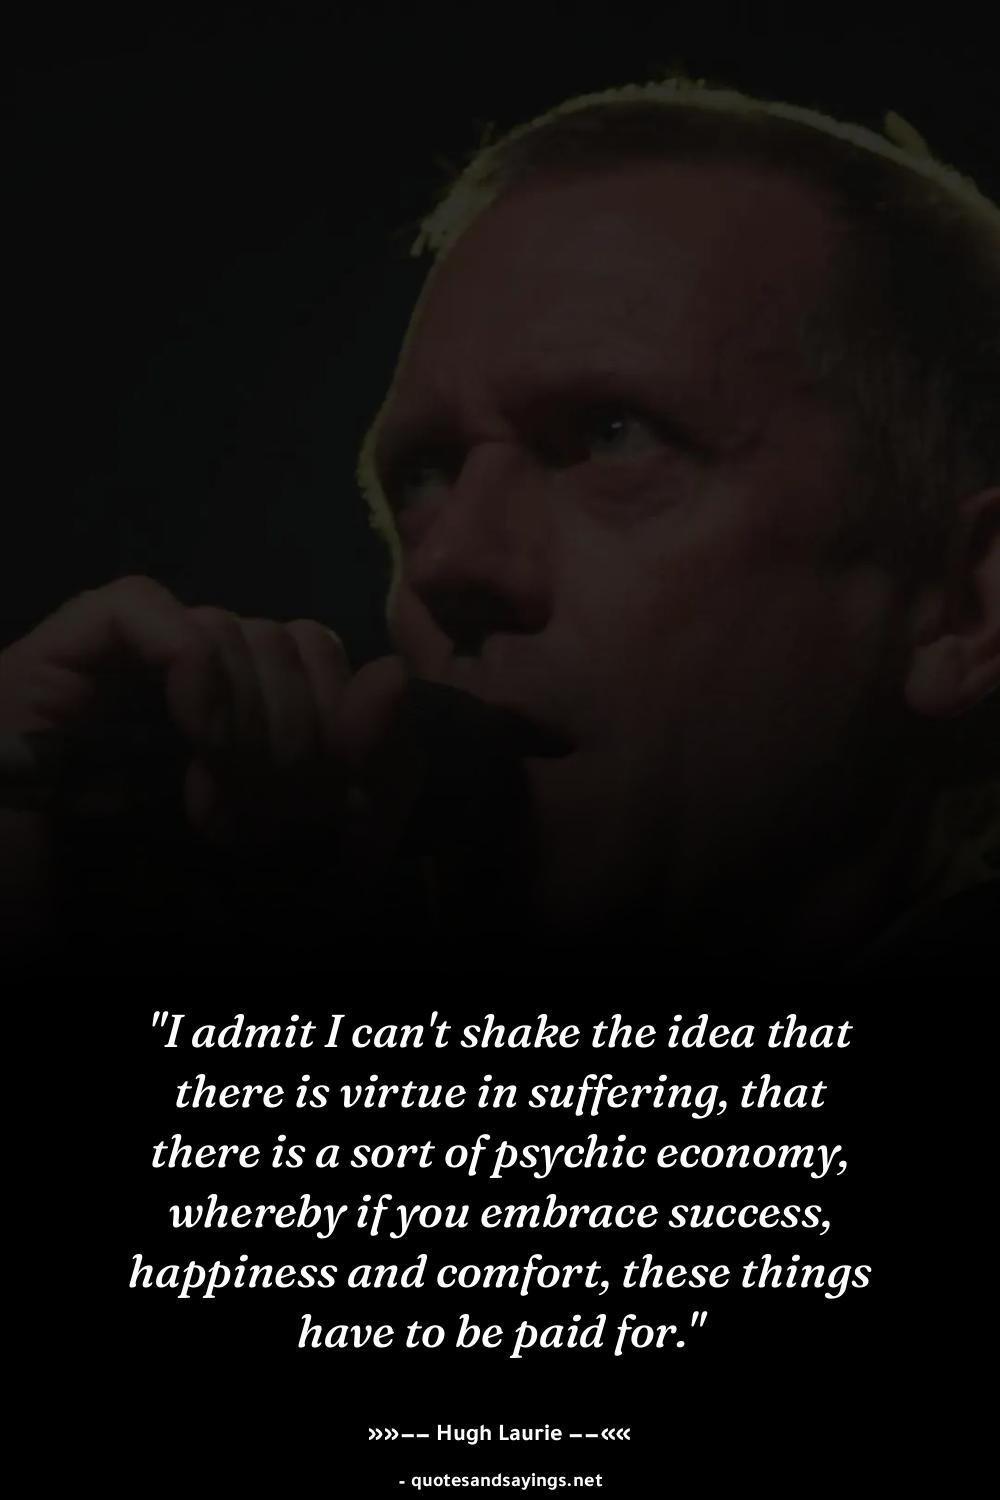 "I admit I can't shake the idea that
there is virtue in suffering, that
there is a sort of psychic economy,
whereby if you embrace success,
happiness and comfort, these things
have to be paid for."
»»–– Hugh Laurie ––««
- quotesandsayings.net